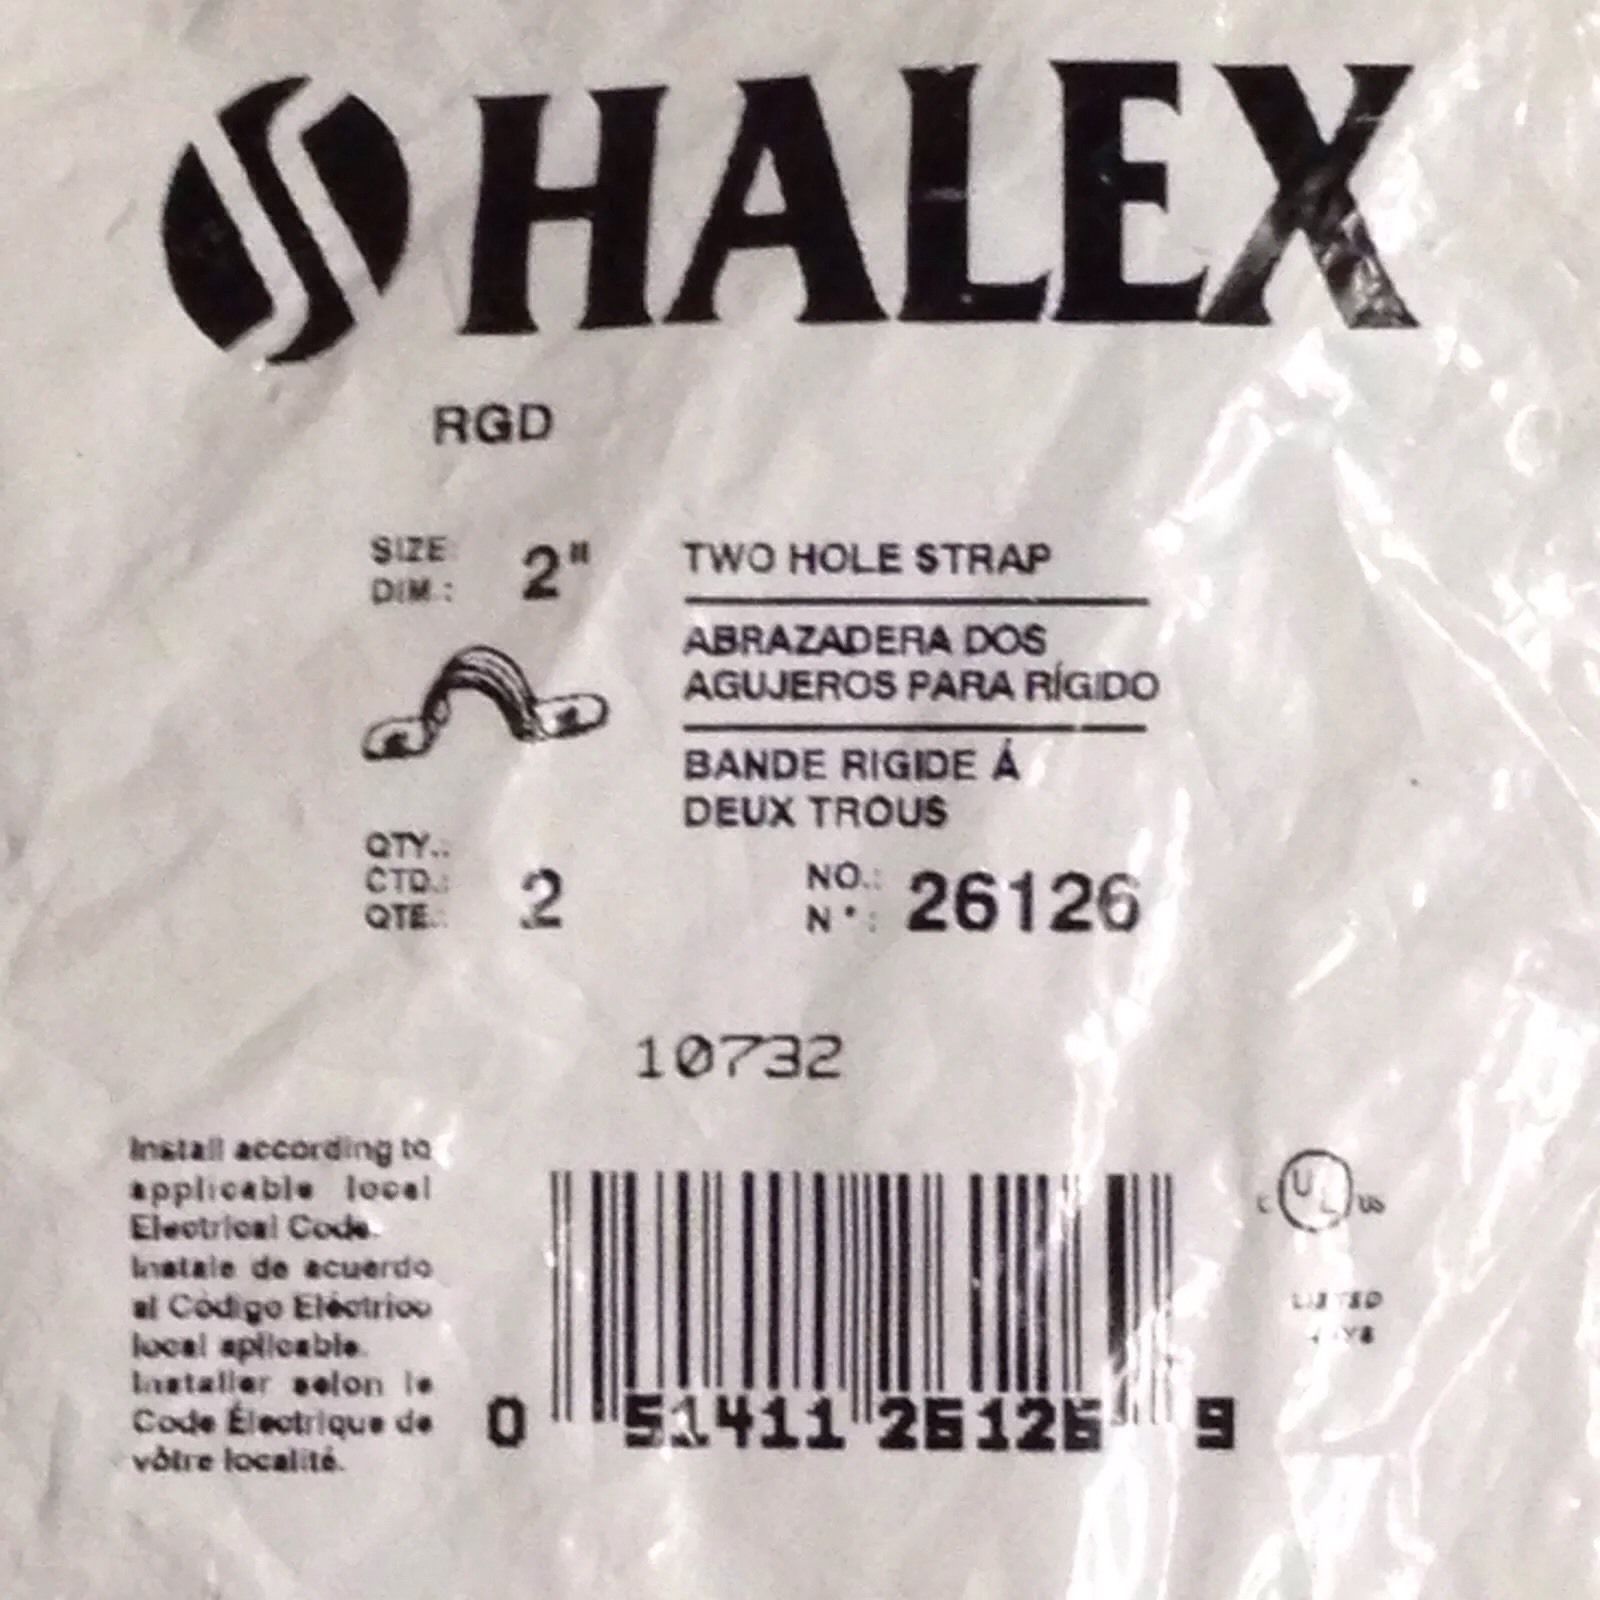 HALEX
RGD
SIZE
DIM.:
2"
TWO HOLE STRAP
ABRAZADERA DOS
AGUJEROS PARA RÍGIDO
BANDE RIGIDE Á
DEUX TROUS
QTY.:
CTD.:
QTE.:
2
NO.:
N°:
26126
10732
Install according to
applicable local
Electrical Code.
Instale de acuerdo
al Código Eléctrico
local aplicable.
Installer selon le
Code Électrique de
vôtre localité.
0 51411 26126 9
C UL US
LISTED